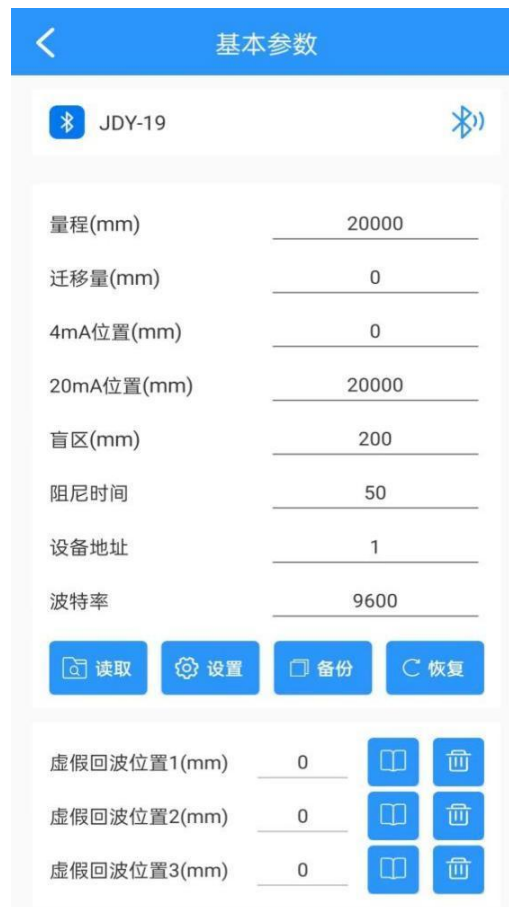 基本参数
JDY-19
量程(mm) 20000
迁移量(mm) 0
4mA位置(mm) 0
20mA位置(mm) 20000
盲区(mm) 200
阻尼时间 50
设备地址 1
波特率 9600
读取 设置 备份 恢复
虚假回波位置1(mm) 0
虚假回波位置2(mm) 0
虚假回波位置3(mm) 0